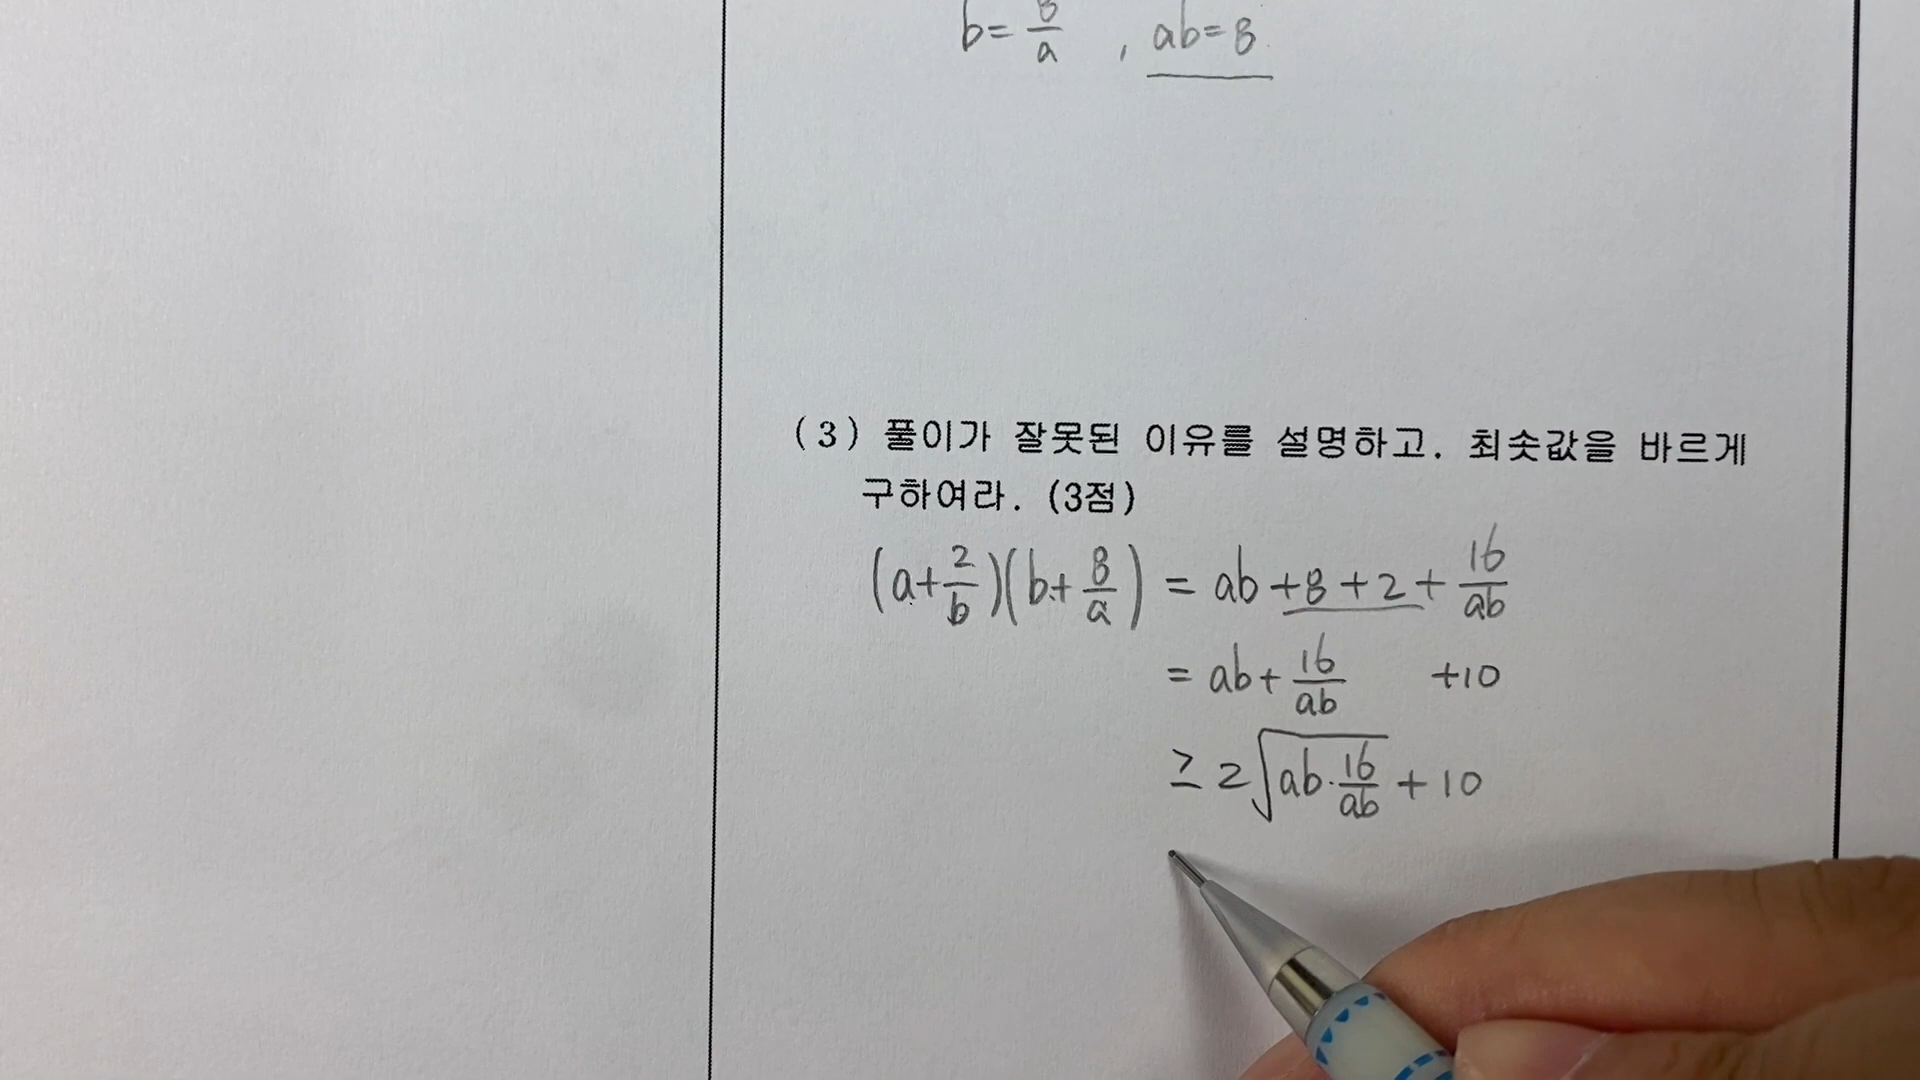 b = 8/a , ab = 8
(3) 풀이가 잘못된 이유를 설명하고. 최솟값을 바르게
구하여라. (3점)
(a+2/b)(b+8/a) = ab+8+2+16/ab
= ab+16/ab +10
≥ 2√(ab·16/ab) + 10